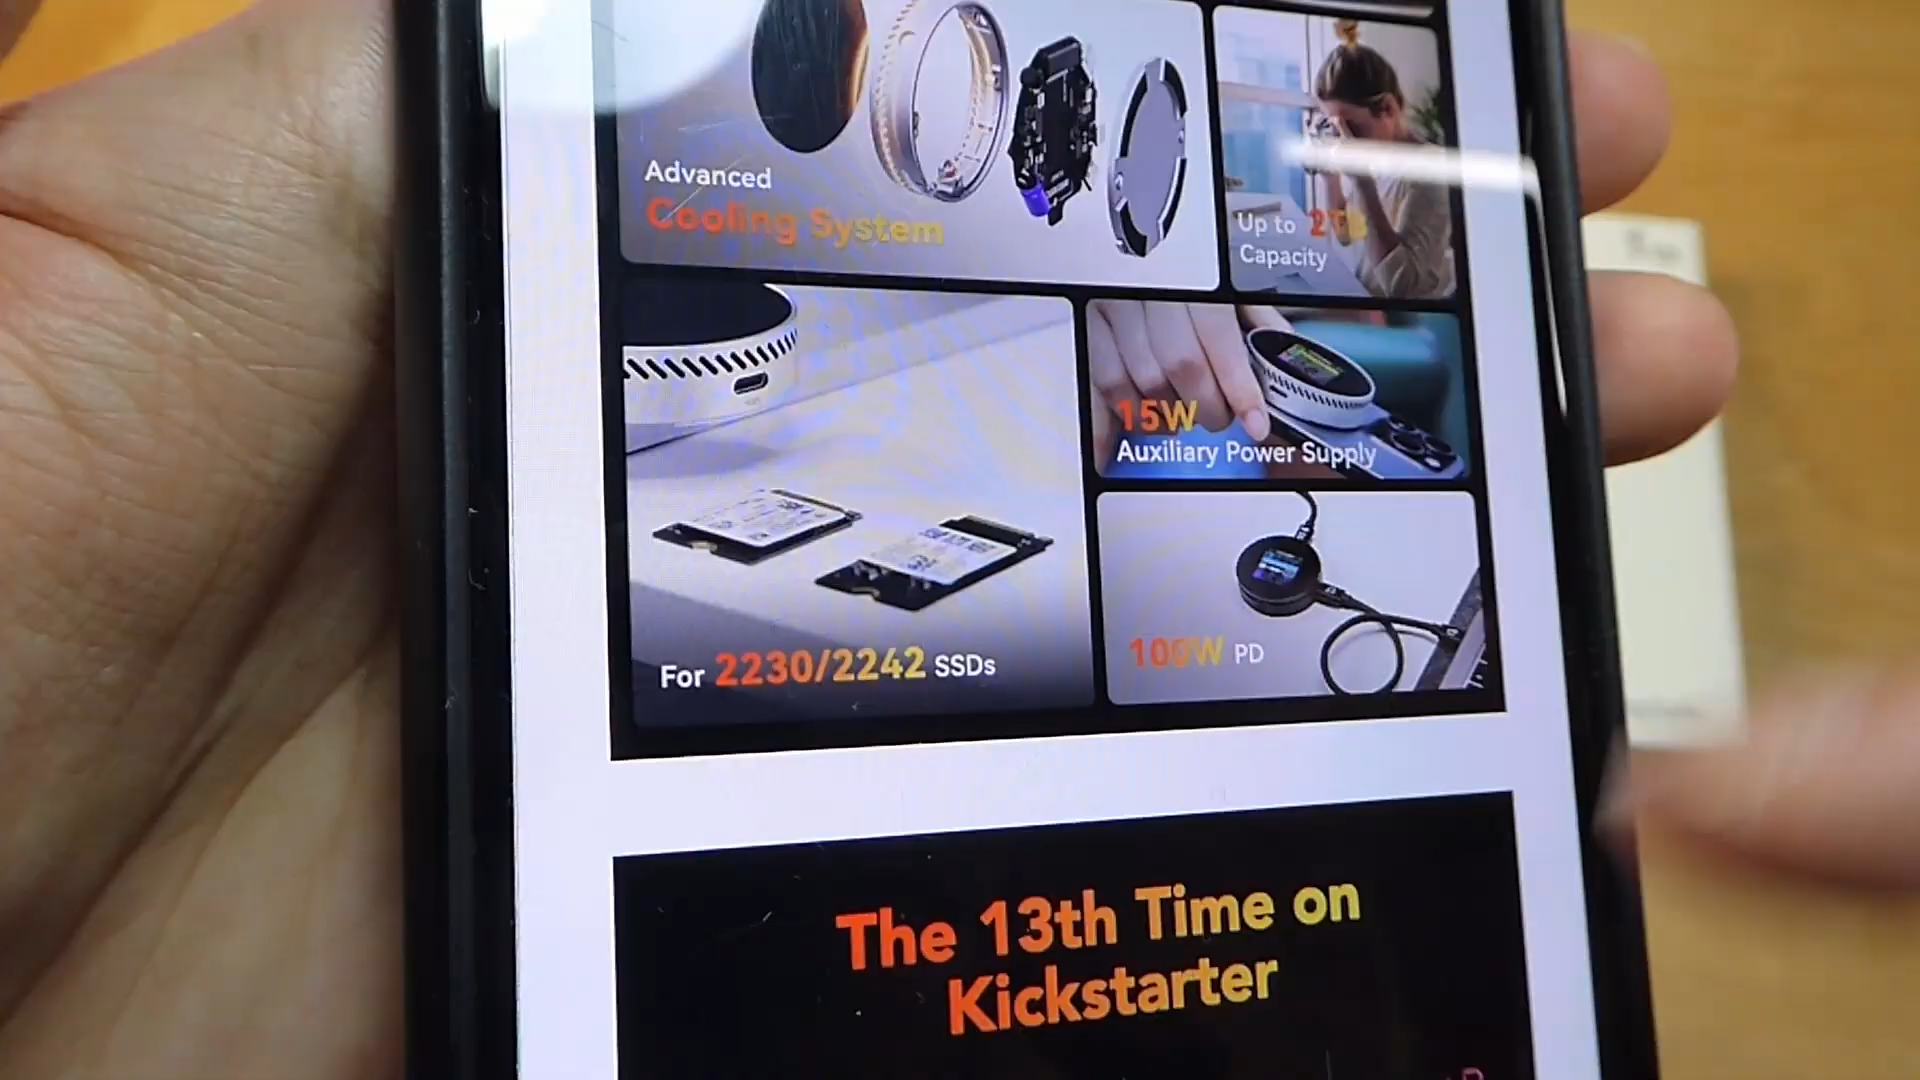 Advanced
Cooling System
Up to 2TB
Capacity
15W
Auxiliary Power Supply
For 2230/2242 SSDs
100W PD
The 13th Time on
Kickstarter